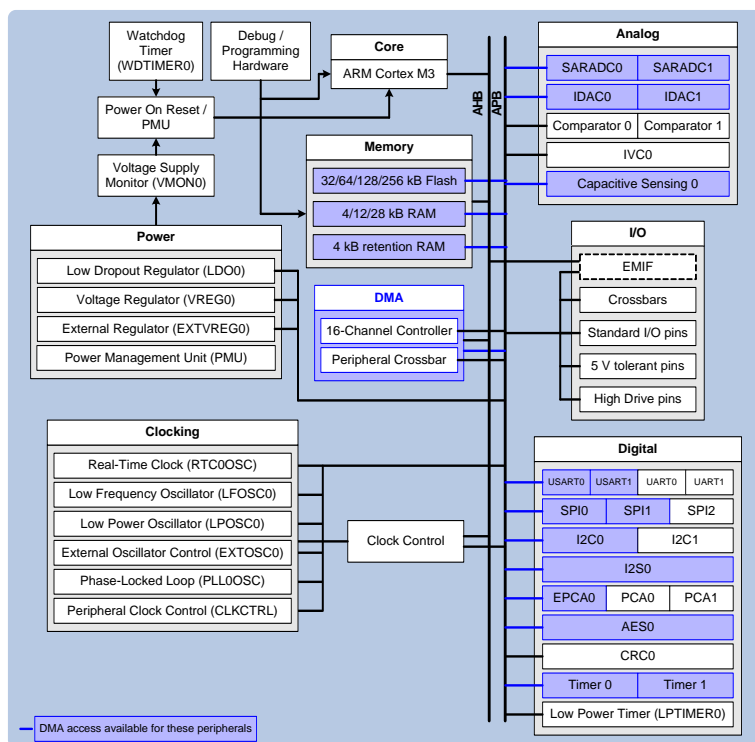 Watchdog
Timer
(WDTIMER0)
Debug /
Programming
Hardware
Core
ARM Cortex M3
Power On Reset /
PMU
Voltage Supply
Monitor (VMON0)
AHB
APB
Memory
32/64/128/256 kB Flash
4/12/28 kB RAM
4 kB retention RAM
Analog
SARADC0
SARADC1
IDAC0
IDAC1
Comparator 0
Comparator 1
IVC0
Capacitive Sensing 0
Power
Low Dropout Regulator (LDO0)
Voltage Regulator (VREG0)
External Regulator (EXTVREG0)
Power Management Unit (PMU)
DMA
16-Channel Controller
Peripheral Crossbar
I/O
EMIF
Crossbars
Standard I/O pins
5 V tolerant pins
High Drive pins
Clocking
Real-Time Clock (RTC0OSC)
Low Frequency Oscillator (LFOSC0)
Low Power Oscillator (LPOSC0)
External Oscillator Control (EXTOSC0)
Phase-Locked Loop (PLL0OSC)
Peripheral Clock Control (CLKCTRL)
Clock Control
Digital
USART0
USART1
UART0
UART1
SPI0
SPI1
SPI2
I2C0
I2C1
I2S0
EPCA0
PCA0
PCA1
AES0
CRC0
Timer 0
Timer 1
Low Power Timer (LPTIMER0)
DMA access available for these peripherals